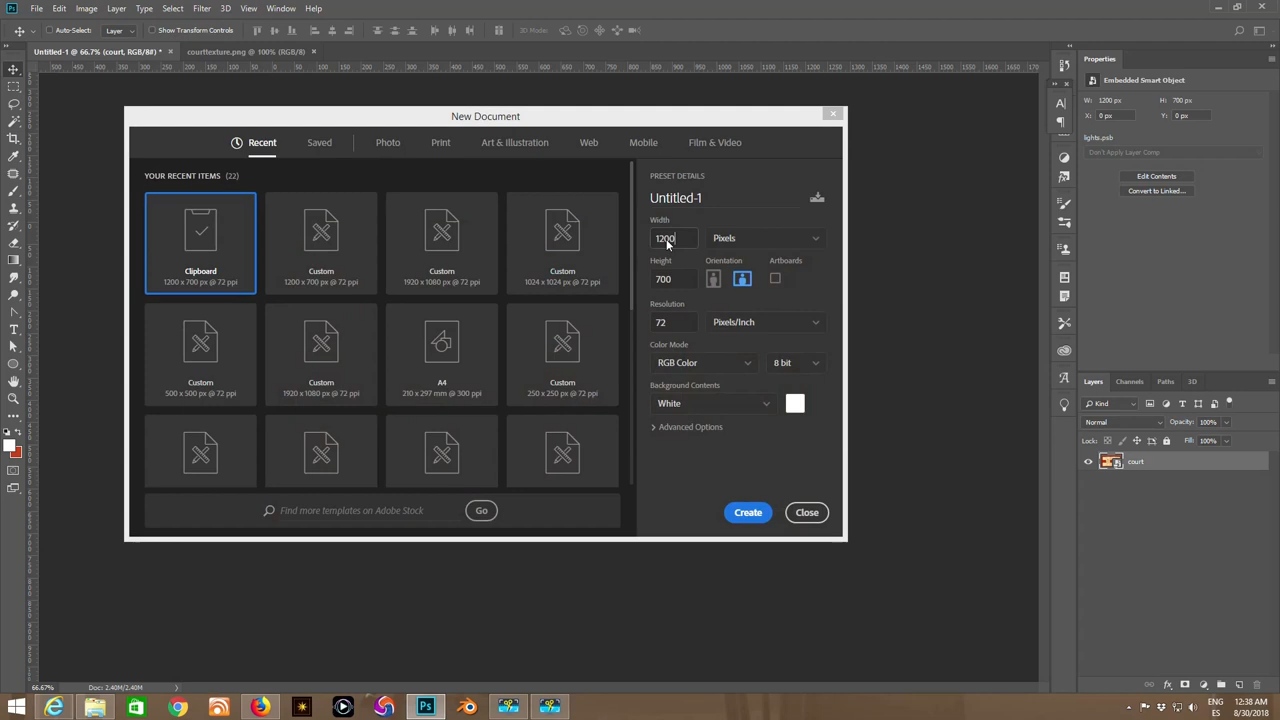 Ps File Edit Image Layer Type Select Filter 3D View Window Help
Auto-Select: Layer Show Transform Controls 3D Mode:
Untitled-1 @ 66.7% (court, RGB/8#) * × courttexture.png @ 100% (RGB/8) ×
New Document
Recent Saved Photo Print Art & Illustration Web Mobile Film & Video
YOUR RECENT ITEMS (22)
Clipboard
1200 x 700 px @ 72 ppi
Custom
1200 x 700 px @ 72 ppi
Custom
1920 x 1080 px @ 72 ppi
Custom
1024 x 1024 px @ 72 ppi
Custom
500 x 500 px @ 72 ppi
Custom
1920 x 1080 px @ 72 ppi
A4
210 x 297 mm @ 300 ppi
Custom
250 x 250 px @ 72 ppi
Find more templates on Adobe Stock Go
PRESET DETAILS
Untitled-1
Width
1200 Pixels
Height Orientation Artboards
700
Resolution
72 Pixels/Inch
Color Mode
RGB Color 8 bit
Background Contents
White
Advanced Options
Create Close
Properties
Embedded Smart Object
W: 1200 px H: 700 px
X: 0 px Y: 0 px
lights.psb
Don't Apply Layer Comp
Edit Contents
Convert to Linked...
Layers Channels Paths 3D
Kind
Normal Opacity: 100%
Lock: Fill: 100%
court
66.67% Doc: 2.40M/2.40M
Ps
ENG 12:38 AM
ES 8/30/2018